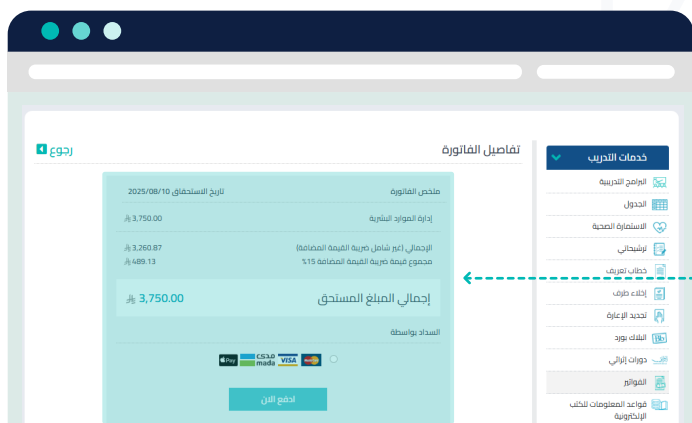 خدمات التدريب
البرامج التدريبية
الجدول
الاستمارة الصحية
ترشيحاتي
خطاب تعريف
إخلاء طرف
تجديد الإعارة
البلاك بورد
دورات إثرائي
الفواتير
قواعد المعلومات للكتب
الإلكترونية
تفاصيل الفاتورة
رجوع
ملخص الفاتورة تاريخ الاستحقاق 2025/08/10
إدارة الموارد البشرية 3,750.00
الإجمالي (غير شامل ضريبة القيمة المضافة) 3,260.87
مجموع قيمة ضريبة القيمة المضافة 15% 489.13
إجمالي المبلغ المستحق 3,750.00
السداد بواسطة
Pay مدى mada VISA
ادفع الان